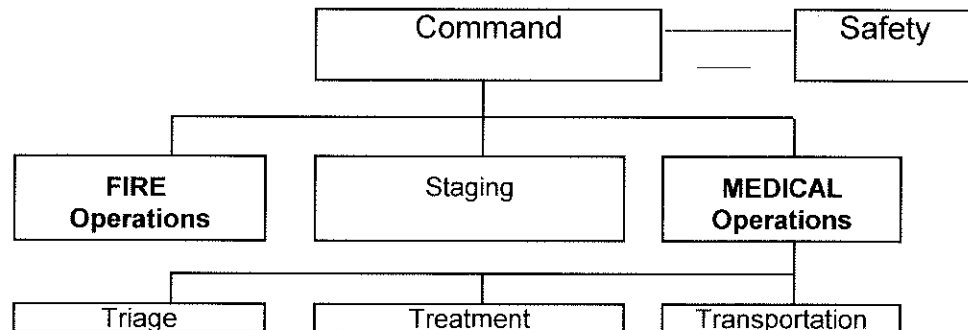 Command
Safety
FIRE
Operations
Staging
MEDICAL
Operations
Triage
Treatment
Transportation